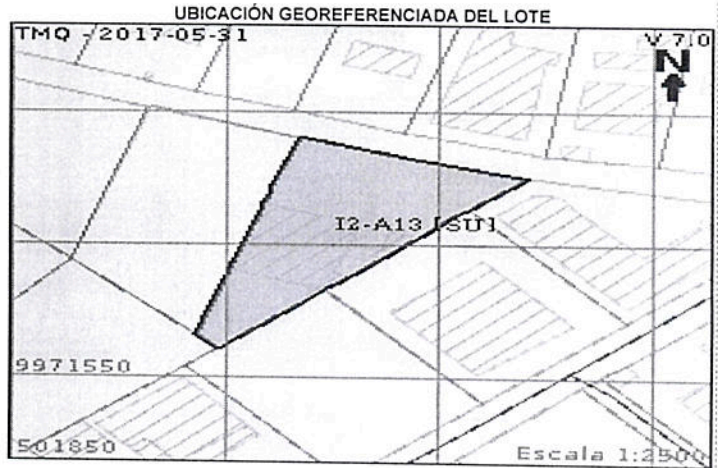 UBICACIÓN GEOREFERENCIADA DEL LOTE
TMQ - 2017-05-31
V 7.0
N
I2-A13 [SU]
9971550
501850
Escala 1:2500